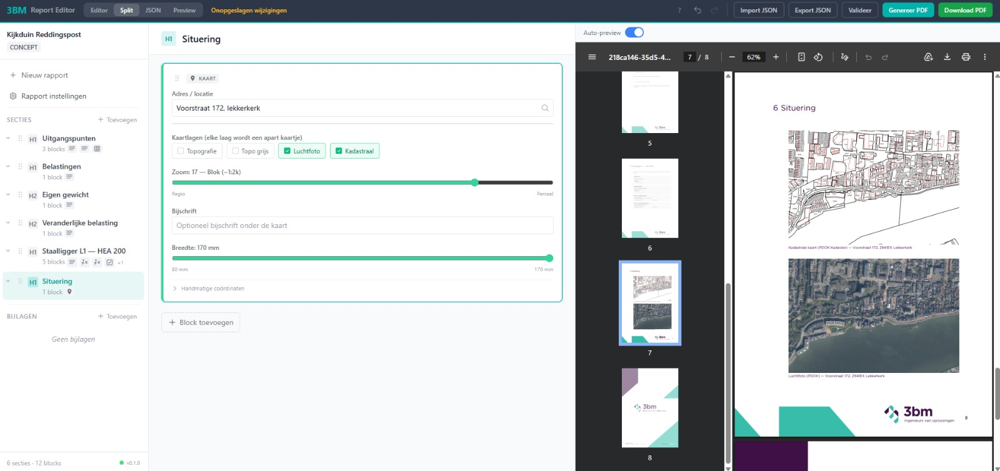 3BM Report Editor
Editor Split JSON Preview
Onopgeslagen wijzigingen
?
Import JSON
Export JSON
Valideer
Genereer PDF
Download PDF
Kijkduin Reddingspost
CONCEPT
+ Nieuw rapport
Rapport instellingen
SECTIES
+ Toevoegen
H1 Uitgangspunten
3 blocks
H1 Belastingen
1 block
H2 Eigen gewicht
1 block
H2 Veranderlijke belasting
1 block
H1 Staalligger L1 — HEA 200
5 blocks +1
H1 Situering
1 block
BIJLAGEN
+ Toevoegen
Geen bijlagen
6 secties · 12 blocks
v0.1.0
H1 Situering
KAART
Adres / locatie
Voorstraat 172, lekkerkerk
Kaartlagen (elke laag wordt een apart kaartje)
Topografie
Topo grijs
Luchtfoto
Kadastraal
Zoom: 17 — Blok (~1:2k)
Regio
Perceel
Bijschrift
Optioneel bijschrift onder de kaart
Breedte: 170 mm
80 mm
170 mm
Handmatige coördinaten
+ Block toevoegen
Auto-preview
218ca146-35d5-4...
7 / 8
62%
3bm
5
3bm
6
3bm
7
3bm
8
6 Situering
Kadastrale kaart (PDOK Kadaster) — Voorstraat 172, 2941EX Lekkerkerk
Luchtfoto (PDOK) — Voorstraat 172, 2941EX Lekkerkerk
3bm
Ingenieurs van oplossingen